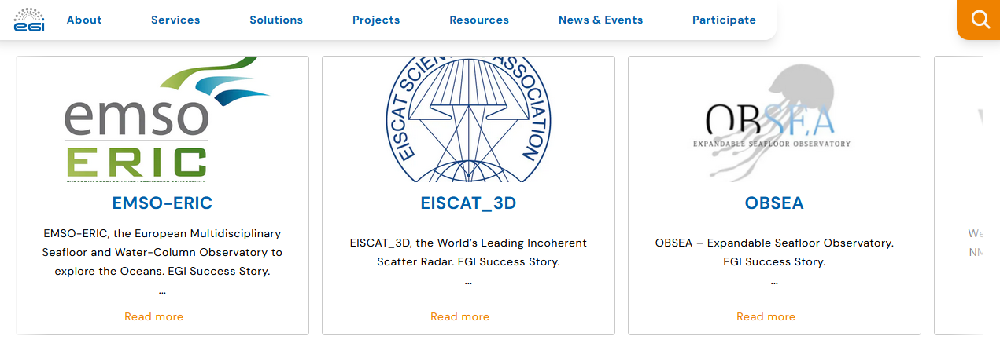 egi
About
Services
Solutions
Projects
Resources
News & Events
Participate
emso
ERIC
EMSO-ERIC
EMSO-ERIC, the European Multidisciplinary
Seafloor and Water-Column Observatory to
explore the Oceans. EGI Success Story.
...
Read more
EISCAT SCIENTIFIC ASSOCIATION
EISCAT_3D
EISCAT_3D, the World’s Leading Incoherent
Scatter Radar. EGI Success Story.
...
Read more
OBSEA
EXPANDABLE SEAFLOOR OBSERVATORY
OBSEA
OBSEA – Expandable Seafloor Observatory.
EGI Success Story.
...
Read more
We
NM